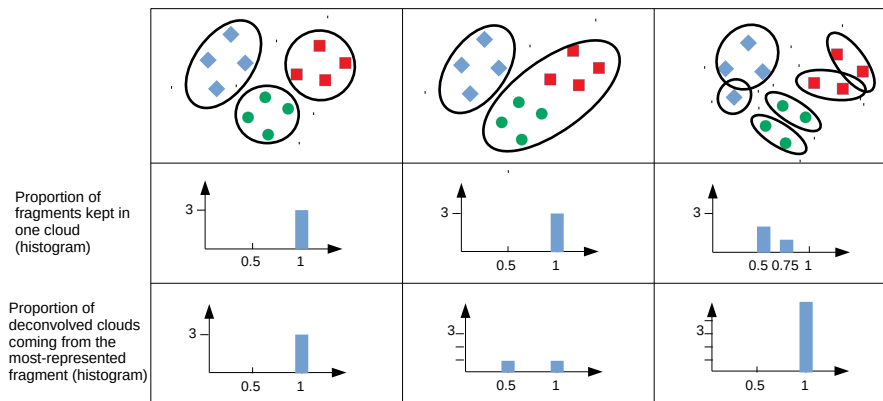 Proportion of
fragments kept in
one cloud
(histogram)
3
0.5
1
3
0.5
1
3
0.5 0.75 1
Proportion of
deconvolved clouds
coming from the
most-represented
fragment (histogram)
3
0.5
1
3
0.5
1
3
0.5
1